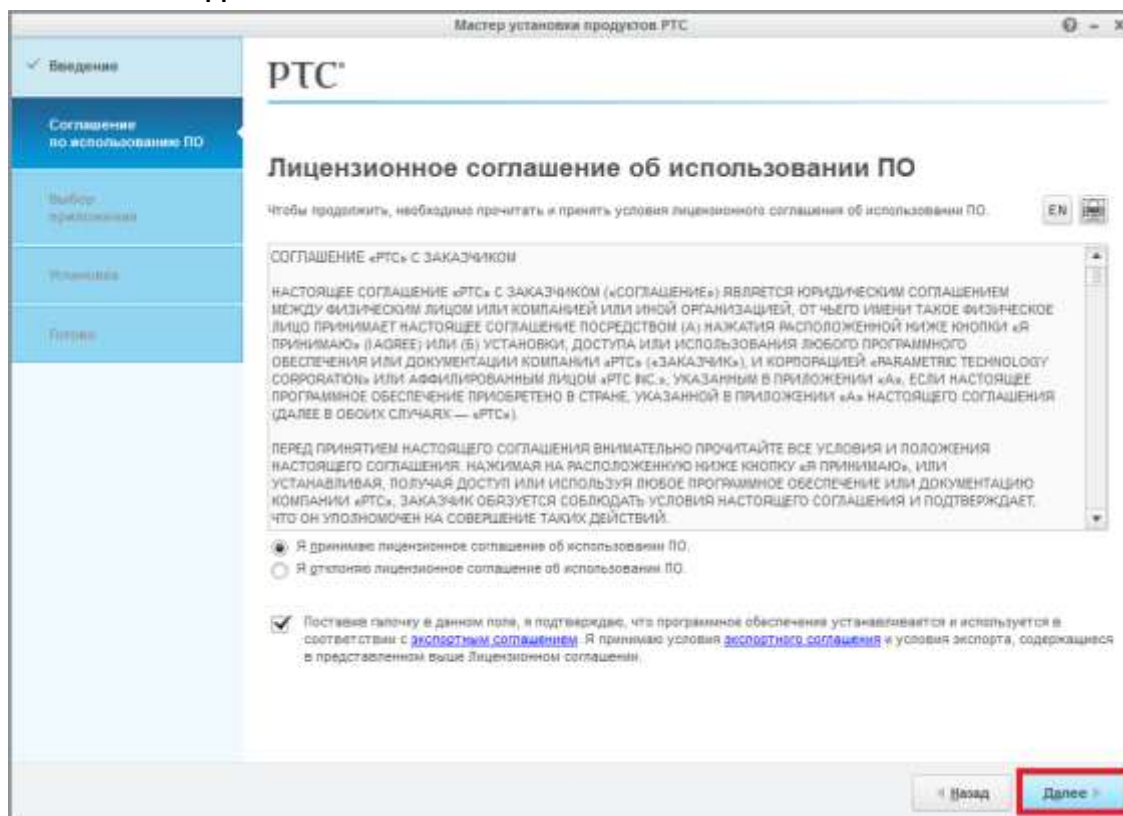 Мастер установки продуктов PTC
Введение
PTC
Соглашение
по использованию ПО
Лицензионное соглашение об использовании ПО
Выбор
приложения
Чтобы продолжить, необходимо прочитать и принять условия лицензионного соглашения об использовании ПО.
EN
СОГЛАШЕНИЕ «PTC» С ЗАКАЗЧИКОМ
Установка
НАСТОЯЩЕЕ СОГЛАШЕНИЕ «PTC» С ЗАКАЗЧИКОМ («СОГЛАШЕНИЕ») ЯВЛЯЕТСЯ ЮРИДИЧЕСКИМ СОГЛАШЕНИЕМ
МЕЖДУ ФИЗИЧЕСКИМ ЛИЦОМ ИЛИ КОМПАНИЕЙ ИЛИ ИНОЙ ОРГАНИЗАЦИЕЙ, ОТ ЧЬЕГО ИМЕНИ ТАКОЕ ФИЗИЧЕСКОЕ
ЛИЦО ПРИНИМАЕТ НАСТОЯЩЕЕ СОГЛАШЕНИЕ ПОСРЕДСТВОМ (А) НАЖАТИЯ РАСПОЛОЖЕННОЙ НИЖЕ КНОПКИ «Я
ПРИНИМАЮ» (I AGREE) ИЛИ (Б) УСТАНОВКИ, ДОСТУПА ИЛИ ИСПОЛЬЗОВАНИЯ ЛЮБОГО ПРОГРАММНОГО
Готово
ОБЕСПЕЧЕНИЯ ИЛИ ДОКУМЕНТАЦИИ КОМПАНИИ «PTC» («ЗАКАЗЧИК»), И КОРПОРАЦИЕЙ «PARAMETRIC TECHNOLOGY
CORPORATION» ИЛИ АФФИЛИРОВАННЫМ ЛИЦОМ «PTC INC.», УКАЗАННЫМ В ПРИЛОЖЕНИИ «А», ЕСЛИ НАСТОЯЩЕЕ
ПРОГРАММНОЕ ОБЕСПЕЧЕНИЕ ПРИОБРЕТЕНО В СТРАНЕ, УКАЗАННОЙ В ПРИЛОЖЕНИИ «А» НАСТОЯЩЕГО СОГЛАШЕНИЯ
(ДАЛЕЕ В ОБОИХ СЛУЧАЯХ — «PTC»).
ПЕРЕД ПРИНЯТИЕМ НАСТОЯЩЕГО СОГЛАШЕНИЯ ВНИМАТЕЛЬНО ПРОЧИТАЙТЕ ВСЕ УСЛОВИЯ И ПОЛОЖЕНИЯ
НАСТОЯЩЕГО СОГЛАШЕНИЯ. НАЖИМАЯ НА РАСПОЛОЖЕННУЮ НИЖЕ КНОПКУ «Я ПРИНИМАЮ», ИЛИ
УСТАНАВЛИВАЯ, ПОЛУЧАЯ ДОСТУП ИЛИ ИСПОЛЬЗУЯ ЛЮБОЕ ПРОГРАММНОЕ ОБЕСПЕЧЕНИЕ ИЛИ ДОКУМЕНТАЦИЮ
КОМПАНИИ «PTC», ЗАКАЗЧИК ОБЯЗУЕТСЯ СОБЛЮДАТЬ УСЛОВИЯ НАСТОЯЩЕГО СОГЛАШЕНИЯ И ПОДТВЕРЖДАЕТ,
ЧТО ОН УПОЛНОМОЧЕН НА СОВЕРШЕНИЕ ТАКИХ ДЕЙСТВИЙ.
Я принимаю лицензионное соглашение об использовании ПО.
Я отклоняю лицензионное соглашение об использовании ПО.
Поставив галочку в данном поле, я подтверждаю, что программное обеспечение устанавливается и используется в
соответствии с экспортным соглашением. Я принимаю условия экспортного соглашения и условия экспорта, содержащиеся
в представленном выше Лицензионном соглашении.
Назад
Далее